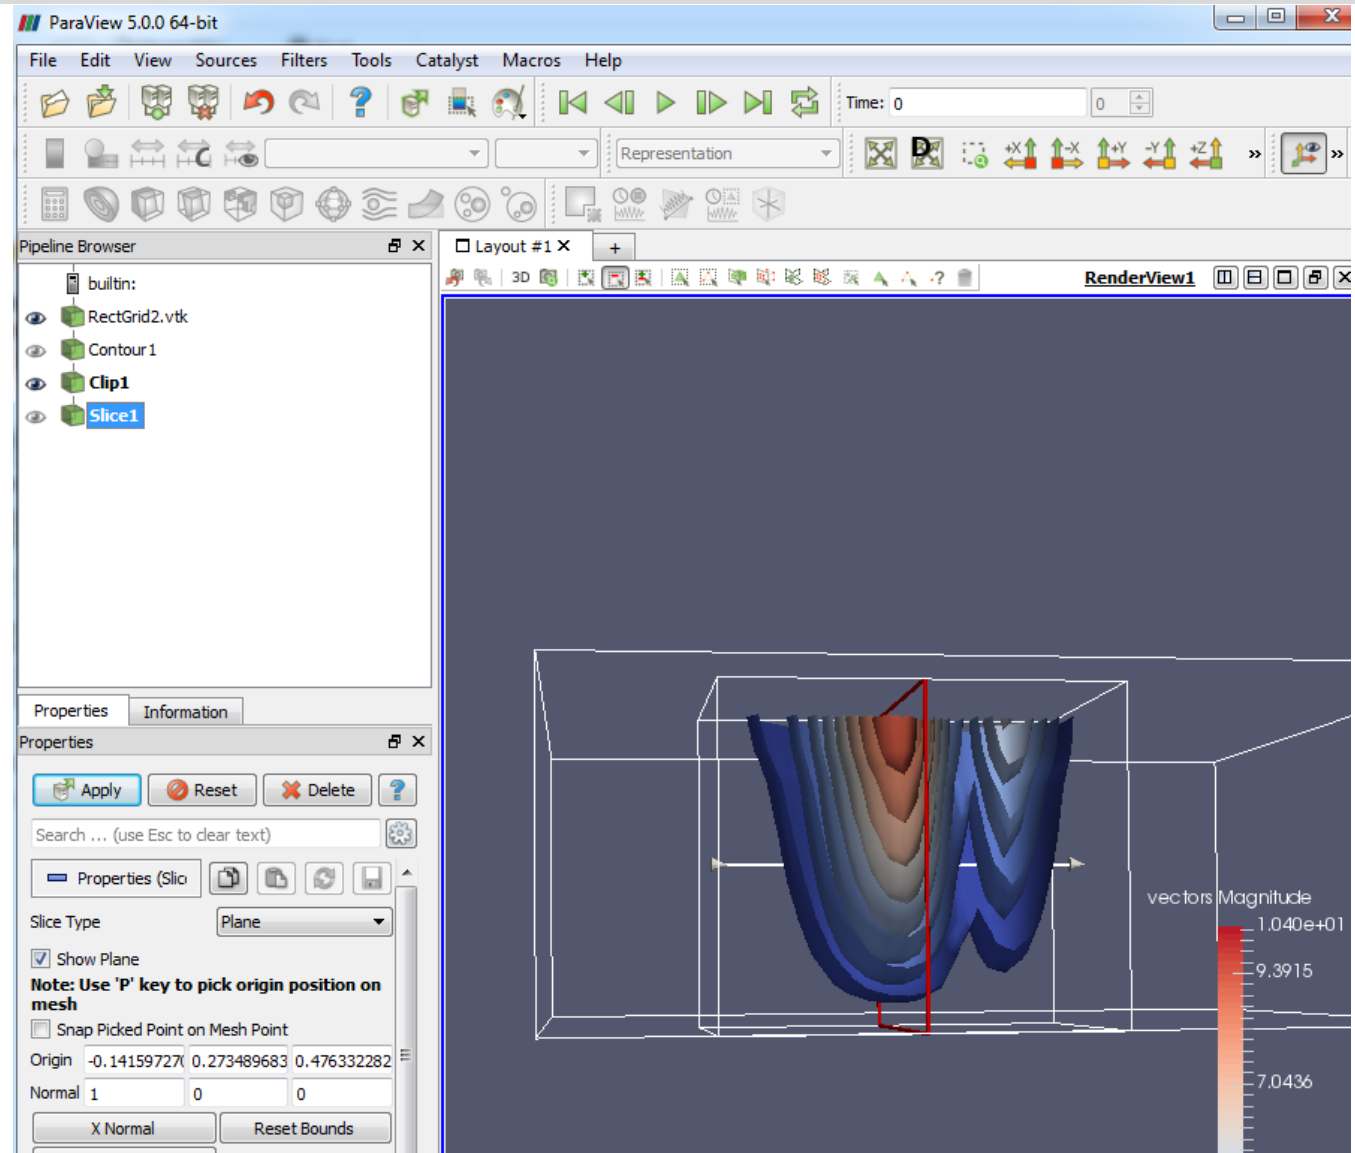 ParaView 5.0.0 64-bit
File Edit View Sources Filters Tools Catalyst Macros Help
Time: 0 0
Representation
+X -X +Y -Y +Z
Pipeline Browser
Layout #1
builtin:
3D
RenderView1
RectGrid2.vtk
Contour1
Clip1
Slice1
Properties Information
Properties
Apply Reset Delete
Search ... (use Esc to clear text)
Properties (Slic
Slice Type Plane
Show Plane
Note: Use 'P' key to pick origin position on
mesh
Snap Picked Point on Mesh Point
Origin -0.14159727( 0.273489683 0.476332282
Normal 1 0 0
X Normal Reset Bounds
vectors Magnitude
1.040e+01
9.3915
7.0436